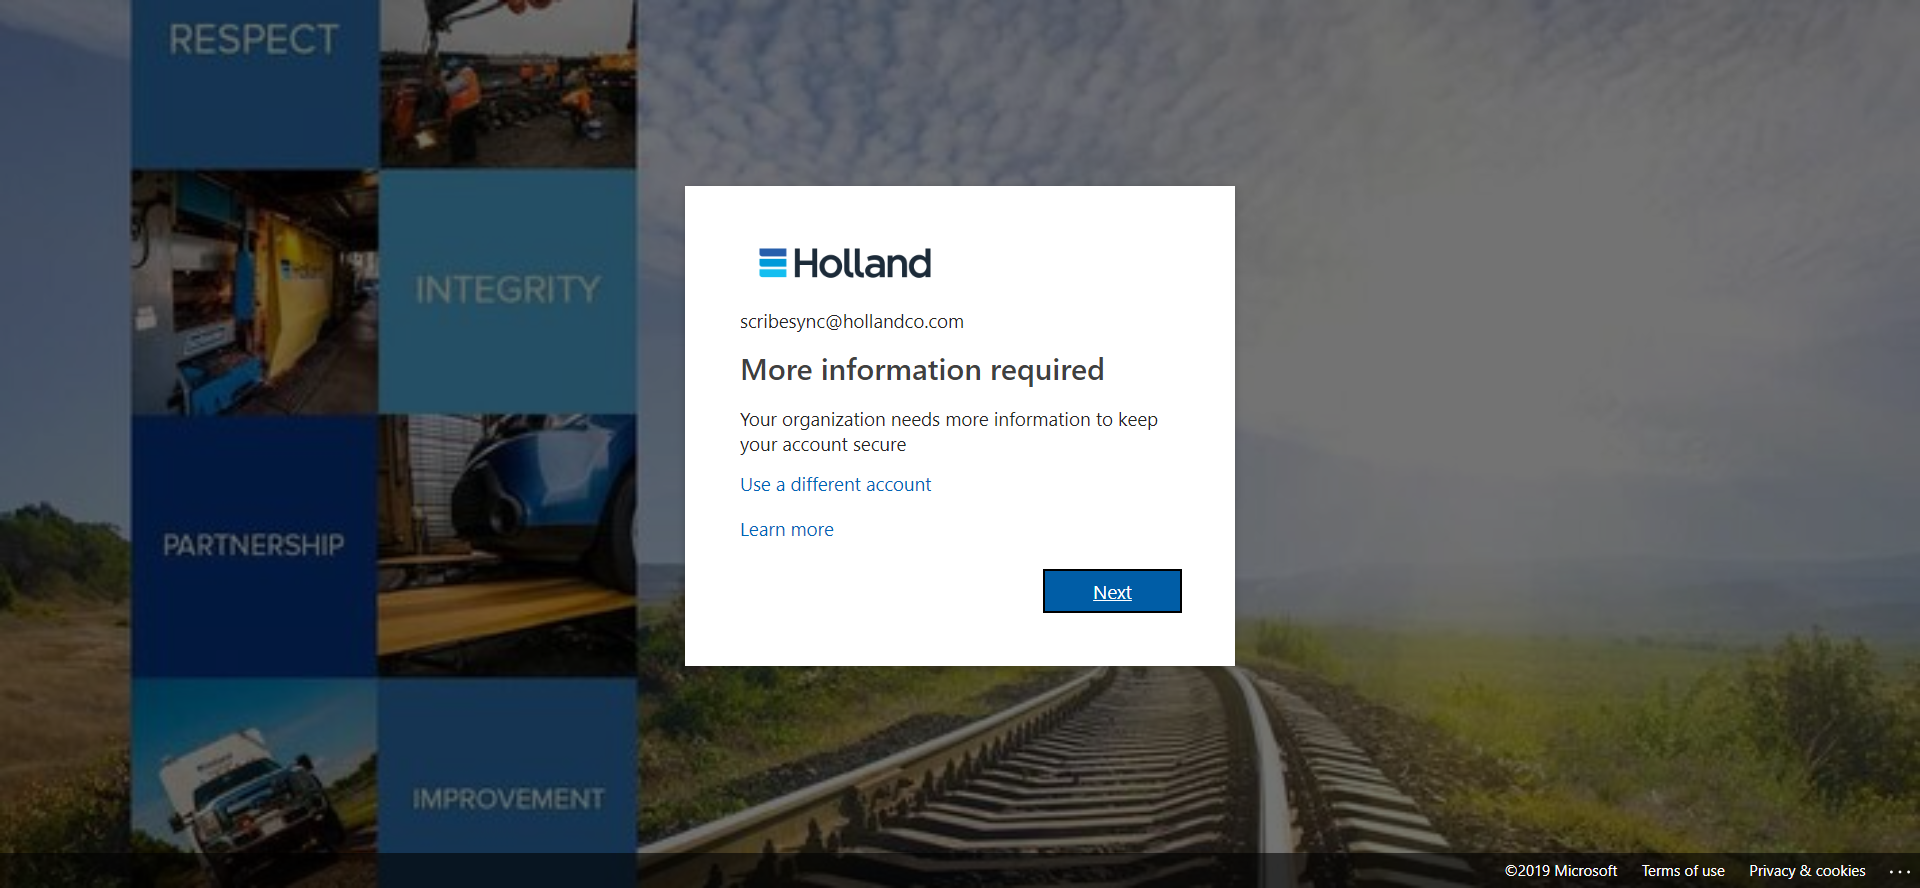 RESPECT
INTEGRITY
PARTNERSHIP
IMPROVEMENT
Holland
scribesync@hollandco.com
More information required
Your organization needs more information to keep
your account secure
Use a different account
Learn more
Next
©2019 Microsoft Terms of use Privacy & cookies ...